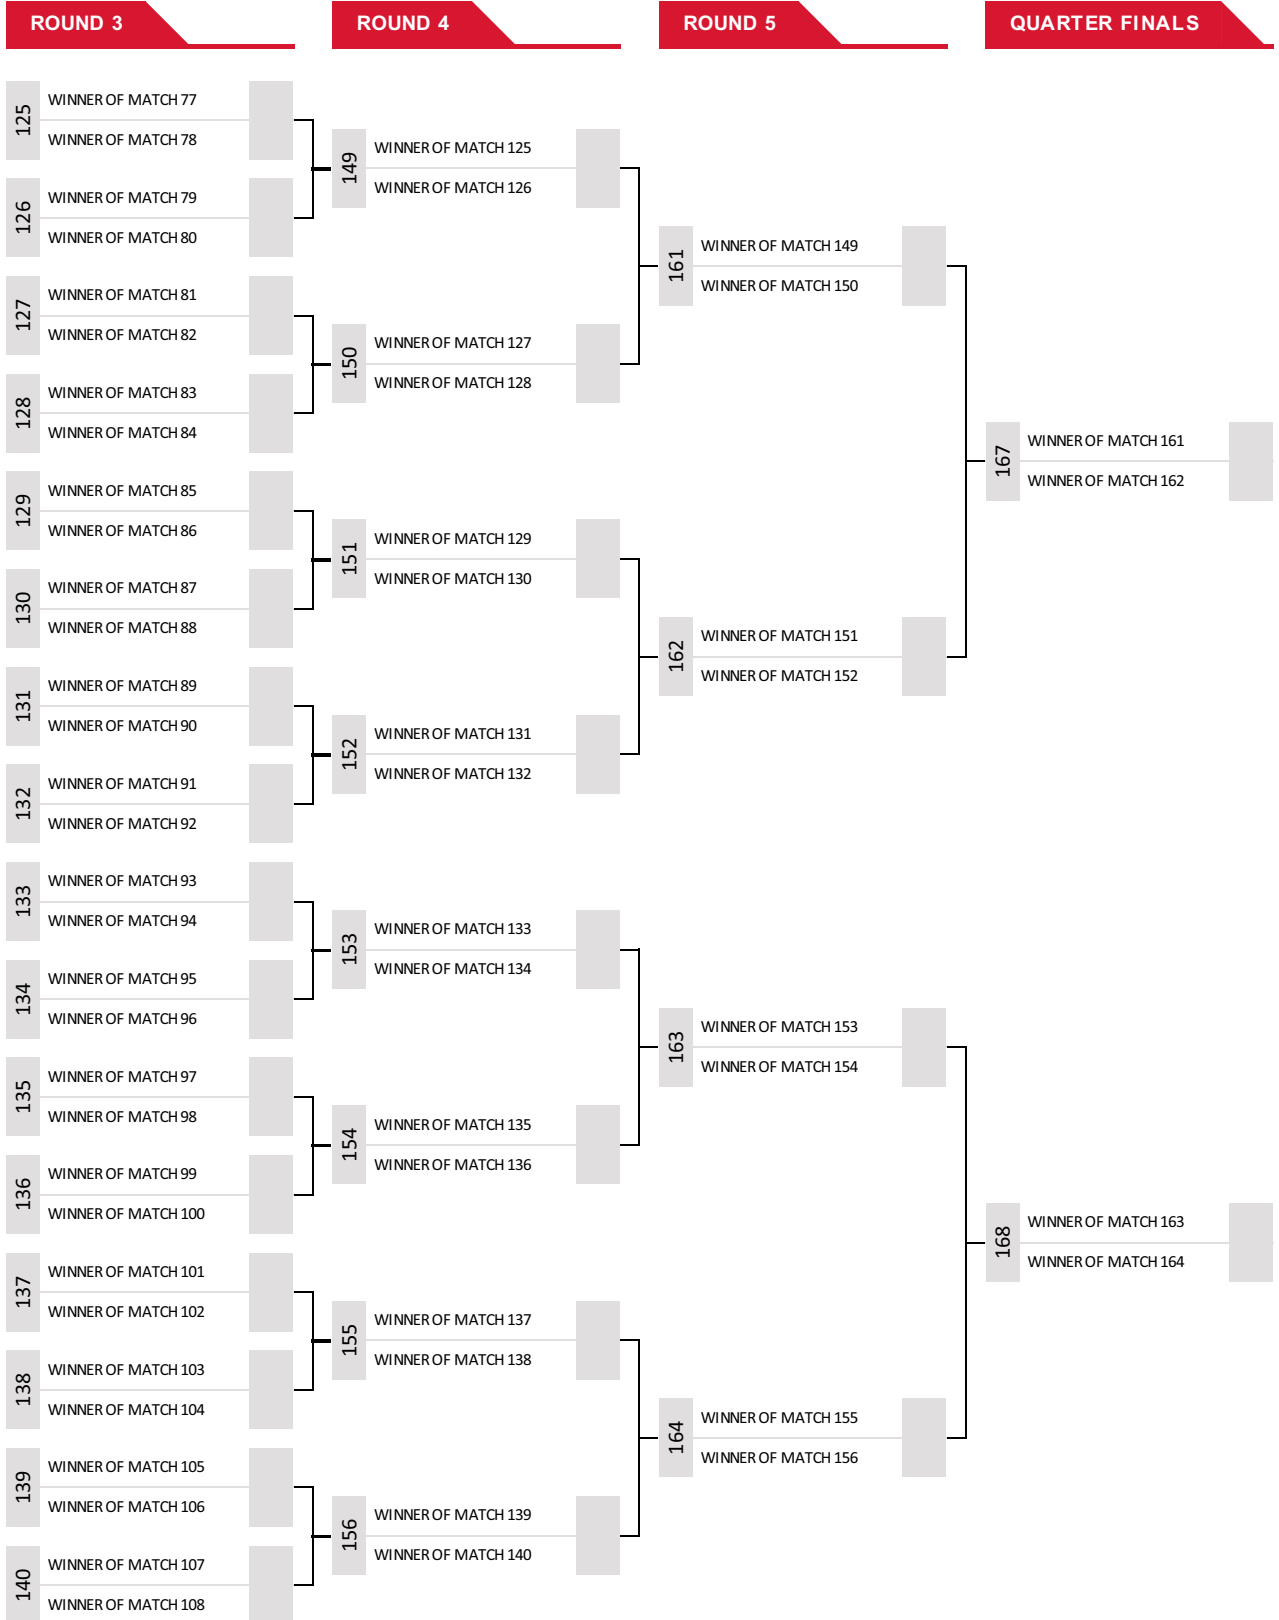 ROUND 3
ROUND 4
ROUND 5
QUARTER FINALS
125
WINNER OF MATCH 77
WINNER OF MATCH 78
126
WINNER OF MATCH 79
WINNER OF MATCH 80
127
WINNER OF MATCH 81
WINNER OF MATCH 82
128
WINNER OF MATCH 83
WINNER OF MATCH 84
129
WINNER OF MATCH 85
WINNER OF MATCH 86
130
WINNER OF MATCH 87
WINNER OF MATCH 88
131
WINNER OF MATCH 89
WINNER OF MATCH 90
132
WINNER OF MATCH 91
WINNER OF MATCH 92
133
WINNER OF MATCH 93
WINNER OF MATCH 94
134
WINNER OF MATCH 95
WINNER OF MATCH 96
135
WINNER OF MATCH 97
WINNER OF MATCH 98
136
WINNER OF MATCH 99
WINNER OF MATCH 100
137
WINNER OF MATCH 101
WINNER OF MATCH 102
138
WINNER OF MATCH 103
WINNER OF MATCH 104
139
WINNER OF MATCH 105
WINNER OF MATCH 106
140
WINNER OF MATCH 107
WINNER OF MATCH 108
149
WINNER OF MATCH 125
WINNER OF MATCH 126
150
WINNER OF MATCH 127
WINNER OF MATCH 128
151
WINNER OF MATCH 129
WINNER OF MATCH 130
152
WINNER OF MATCH 131
WINNER OF MATCH 132
153
WINNER OF MATCH 133
WINNER OF MATCH 134
154
WINNER OF MATCH 135
WINNER OF MATCH 136
155
WINNER OF MATCH 137
WINNER OF MATCH 138
156
WINNER OF MATCH 139
WINNER OF MATCH 140
161
WINNER OF MATCH 149
WINNER OF MATCH 150
162
WINNER OF MATCH 151
WINNER OF MATCH 152
163
WINNER OF MATCH 153
WINNER OF MATCH 154
164
WINNER OF MATCH 155
WINNER OF MATCH 156
167
WINNER OF MATCH 161
WINNER OF MATCH 162
168
WINNER OF MATCH 163
WINNER OF MATCH 164